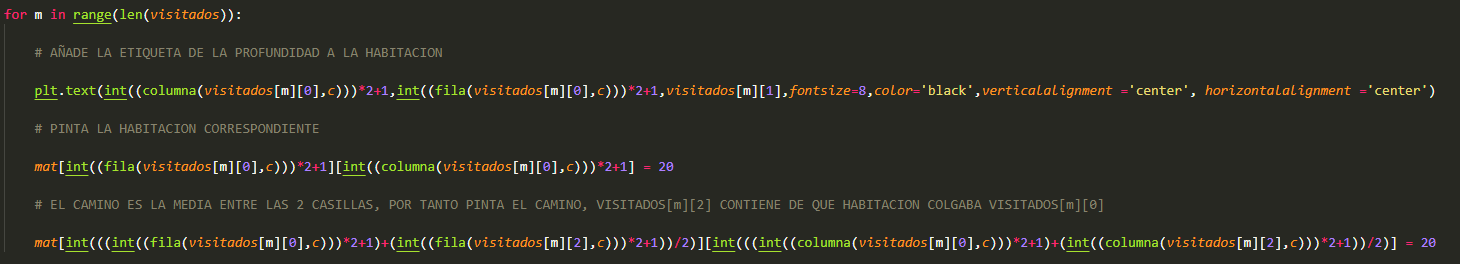 for m in range(len(visitados)):
# AÑADE LA ETIQUETA DE LA PROFUNDIDAD A LA HABITACION
plt.text(int((columna(visitados[m][0],c)))*2+1,int((fila(visitados[m][0],c)))*2+1,visitados[m][1],fontsize=8,color='black',verticalalignment ='center', horizontalalignment ='center')
# PINTA LA HABITACION CORRESPONDIENTE
mat[int((fila(visitados[m][0],c)))*2+1][int((columna(visitados[m][0],c)))*2+1] = 20
# EL CAMINO ES LA MEDIA ENTRE LAS 2 CASILLAS, POR TANTO PINTA EL CAMINO, VISITADOS[m][2] CONTIENE DE QUE HABITACION COLGABA VISITADOS[m][0]
mat[int(((int((fila(visitados[m][0],c)))*2+1)+(int((fila(visitados[m][2],c)))*2+1))/2)][int(((int((columna(visitados[m][0],c)))*2+1)+(int((columna(visitados[m][2],c)))*2+1))/2)] = 20